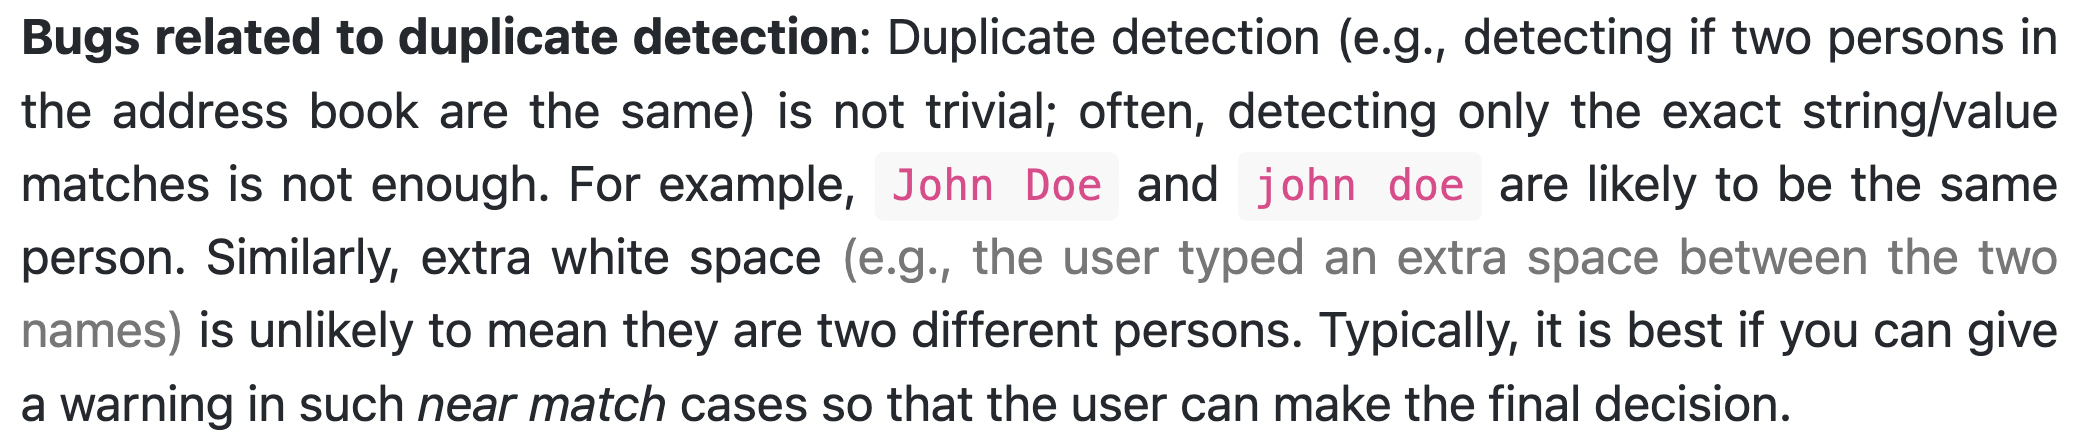 Bugs related to duplicate detection: Duplicate detection (e.g., detecting if two persons in
the address book are the same) is not trivial; often, detecting only the exact string/value
matches is not enough. For example, John Doe and john doe are likely to be the same
person. Similarly, extra white space (e.g., the user typed an extra space between the two
names) is unlikely to mean they are two different persons. Typically, it is best if you can give
a warning in such near match cases so that the user can make the final decision.